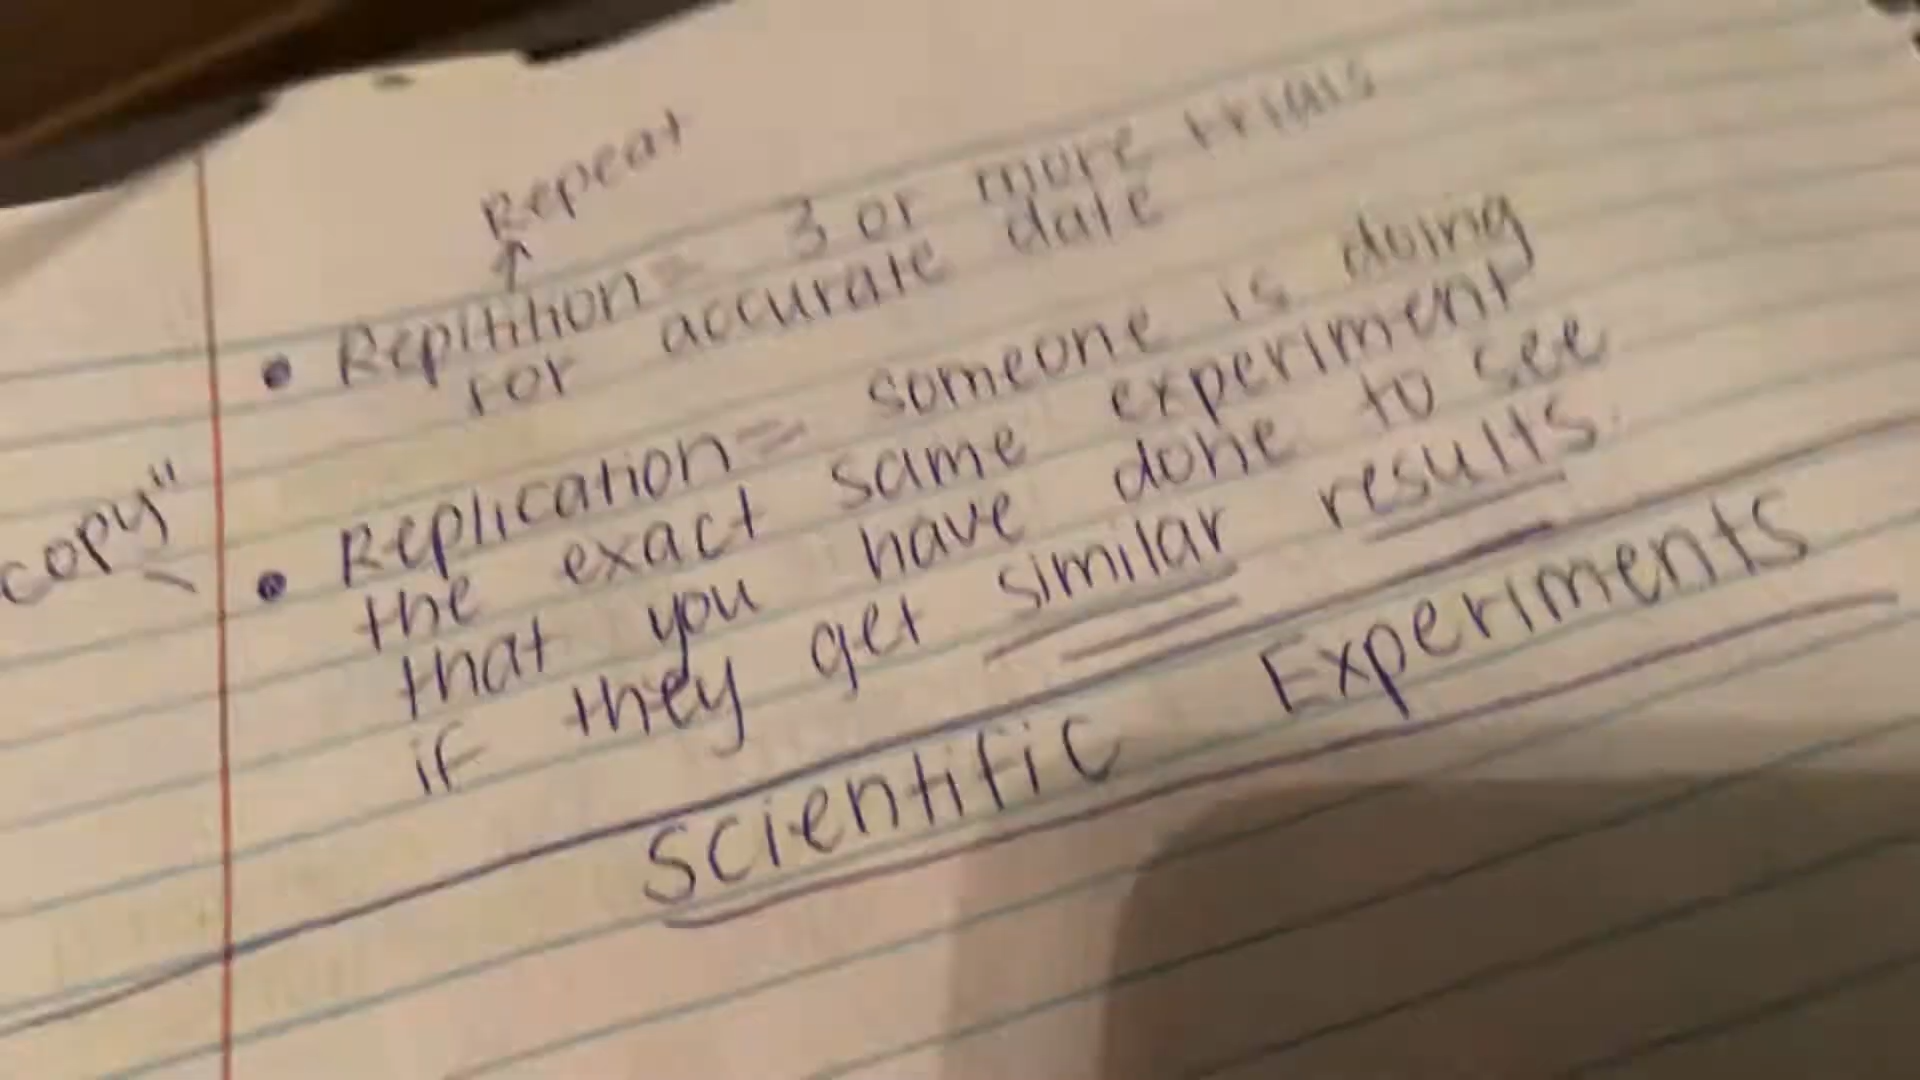 Repeat
↑
• Repitition = 3 or more trials
for accurate date
copy"
• Replication = someone is doing
the exact same experiment
that you have done to see
if they get similar results.
Scientific Experiments